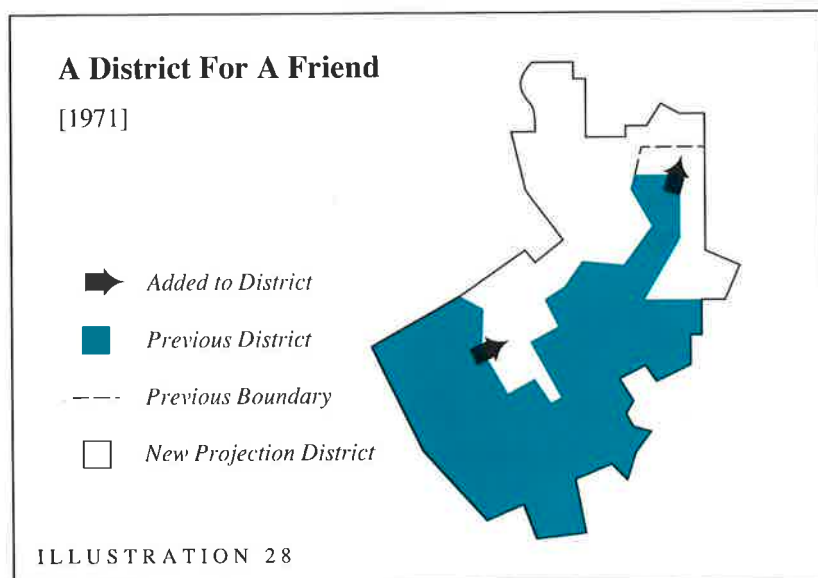 A District For A Friend
[1971]
Added to District
Previous District
Previous Boundary
New Projection District
ILLUSTRATION 28